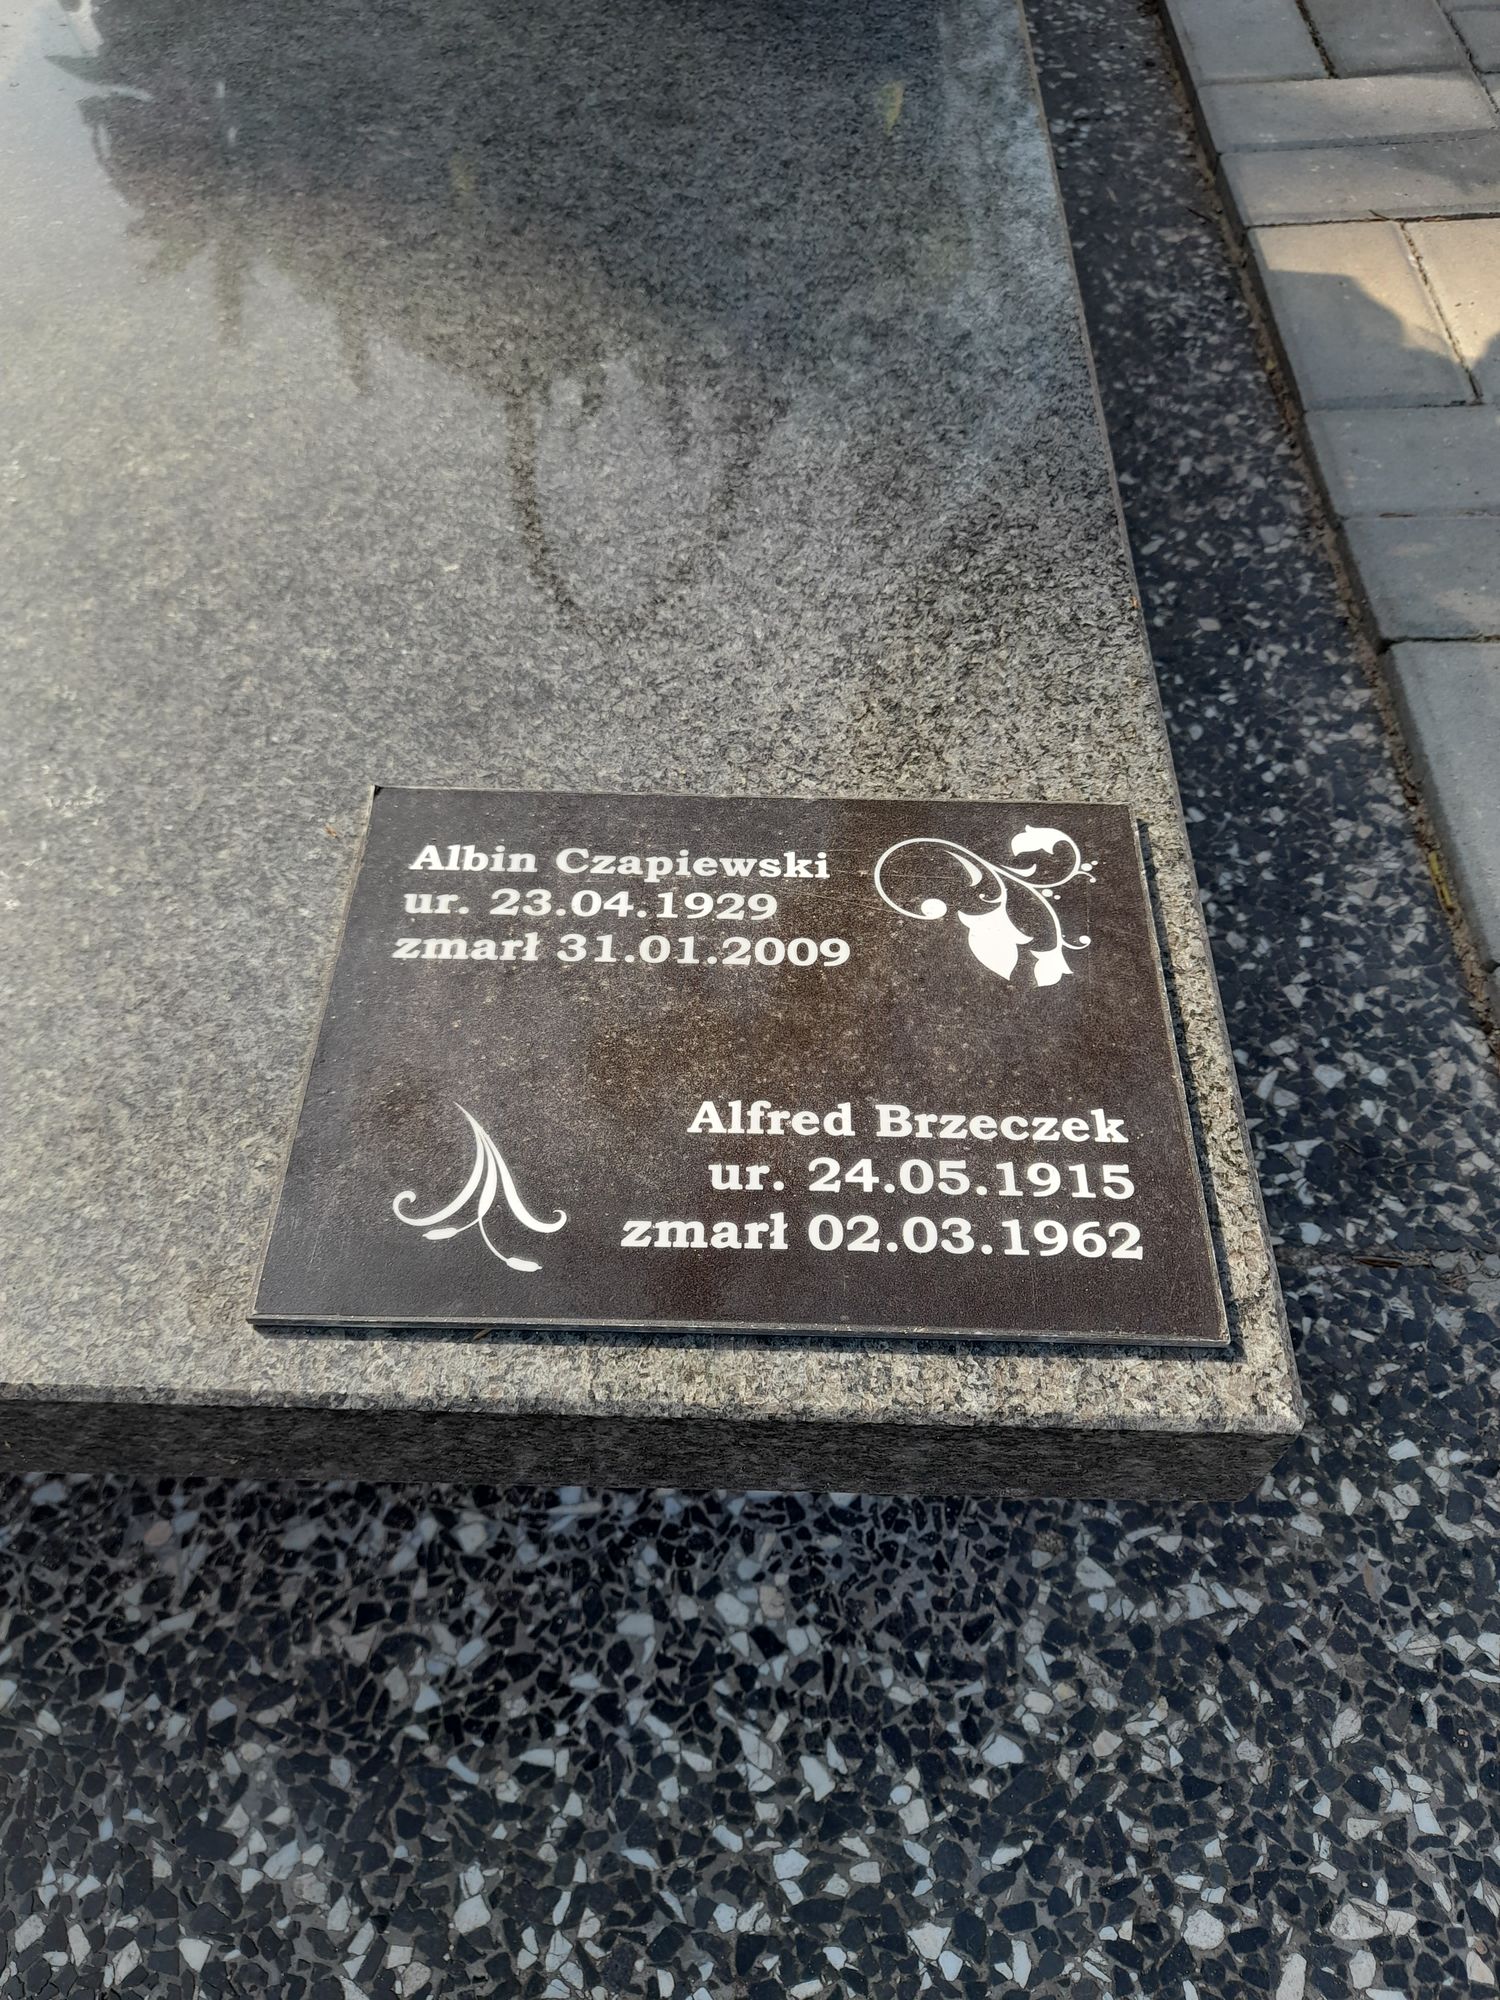 Albin Czapiewski
ur. 23.04.1929
zmarł 31.01.2009
Alfred Brzeczek
ur. 24.05.1915
zmarł 02.03.1962